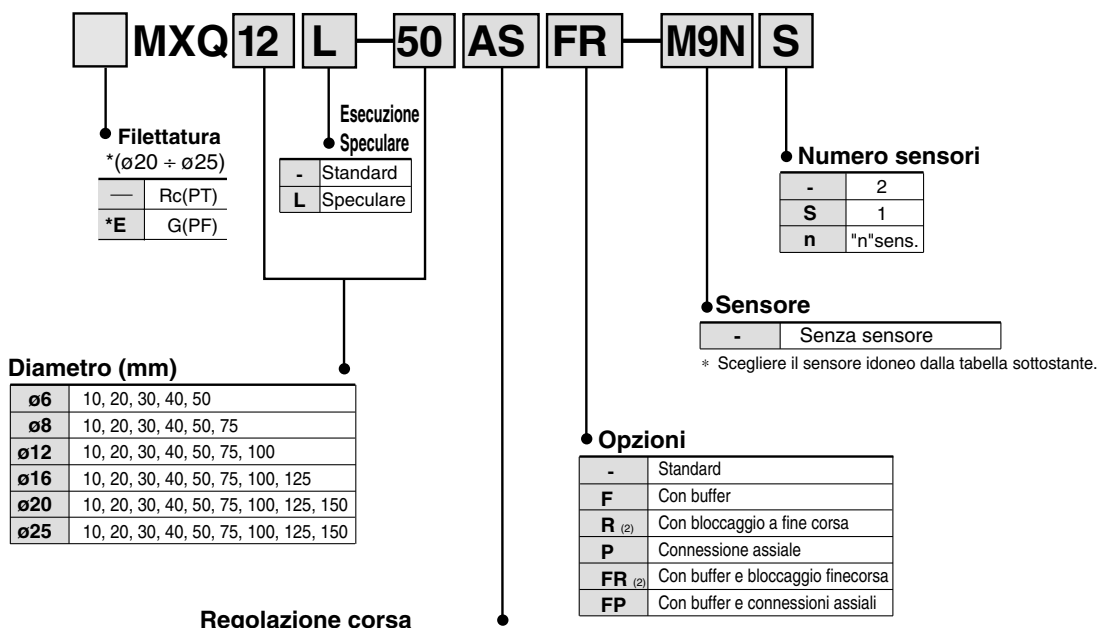 MXQ 12 L — 50 AS FR — M9N S
Filettatura
*(ø20 ÷ ø25)
— Rc(PT)
*E G(PF)
Esecuzione
Speculare
- Standard
L Speculare
Numero sensori
- 2
S 1
n "n"sens.
Sensore
- Senza sensore
* Scegliere il sensore idoneo dalla tabella sottostante.
Diametro (mm)
ø6 10, 20, 30, 40, 50
ø8 10, 20, 30, 40, 50, 75
ø12 10, 20, 30, 40, 50, 75, 100
ø16 10, 20, 30, 40, 50, 75, 100, 125
ø20 10, 20, 30, 40, 50, 75, 100, 125, 150
ø25 10, 20, 30, 40, 50, 75, 100, 125, 150
Opzioni
- Standard
F Con buffer
R (2) Con bloccaggio a fine corsa
P Connessione assiale
FR (2) Con buffer e bloccaggio finecorsa
FP Con buffer e connessioni assiali
Regolazione corsa